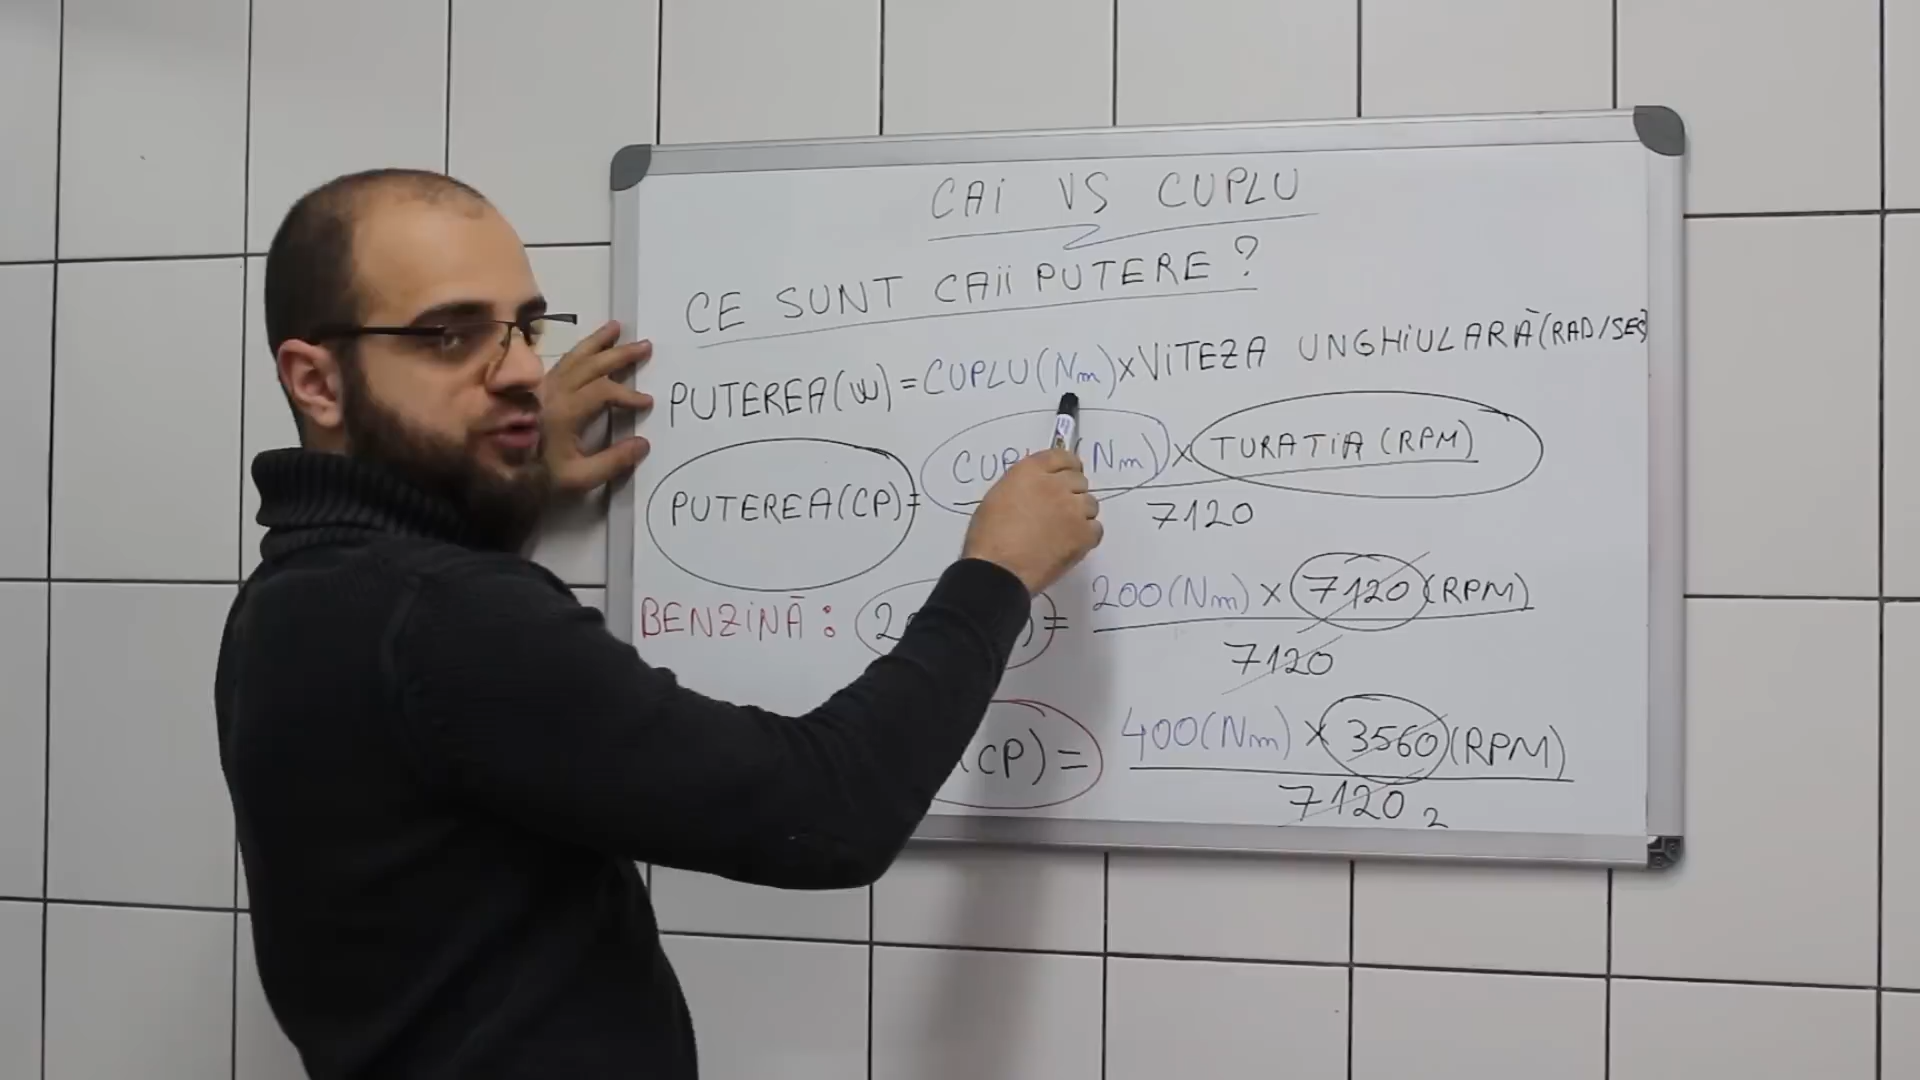 CAi VS CUPLU
CE SUNT CAii PUTERE ?
PUTEREA(W) = CUPLU(Nm) x ViTEZA UNGHiULARĂ (RAD/SEC)
PUTEREA(CP) = (Nm) x TURATiA (RPM)
7120
BENZiNĂ : = 200(Nm) x 7120 (RPM)
7120
(CP) = 400(Nm) x 3560 (RPM)
7120 2